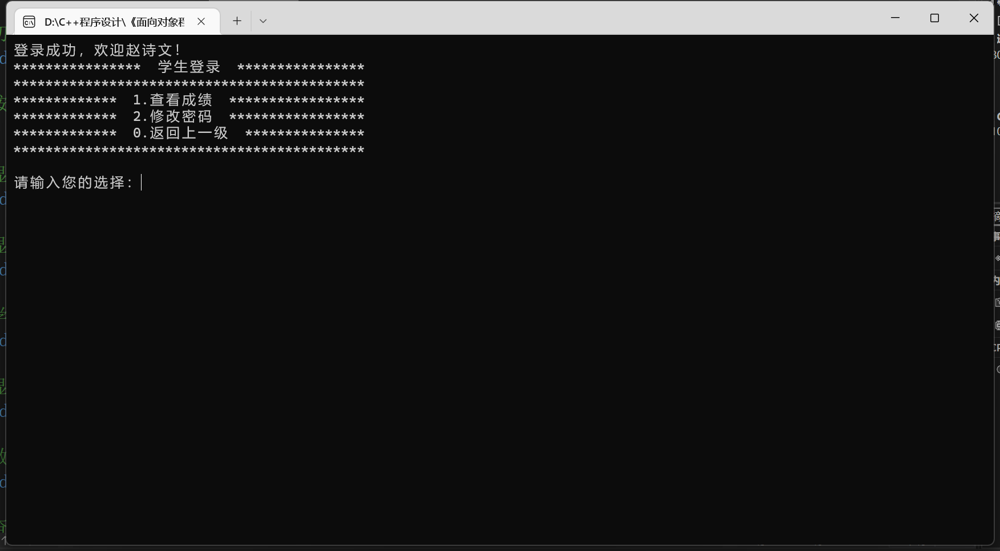 D:\C++程序设计\《面向对象程
登录成功，欢迎赵诗文！
****************  学生登录  ****************
********************************************
*************  1.查看成绩  *****************
*************  2.修改密码  *****************
*************  0.返回上一级  ***************
********************************************
请输入您的选择：